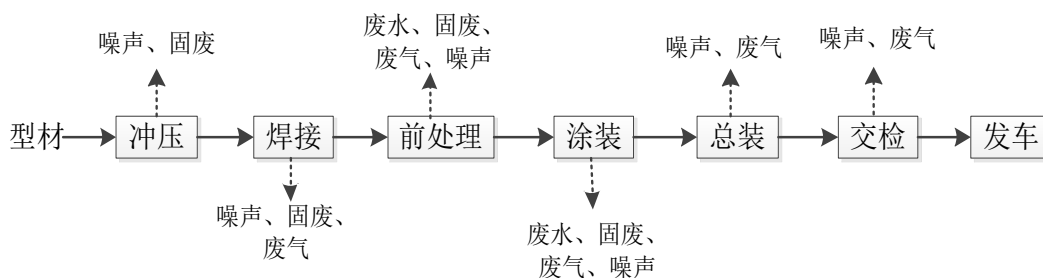 噪声、固废
废水、固废、
废气、噪声
噪声、废气
噪声、废气
型材
冲压
焊接
前处理
涂装
总装
交检
发车
噪声、固废、
废气
废水、固废、
废气、噪声